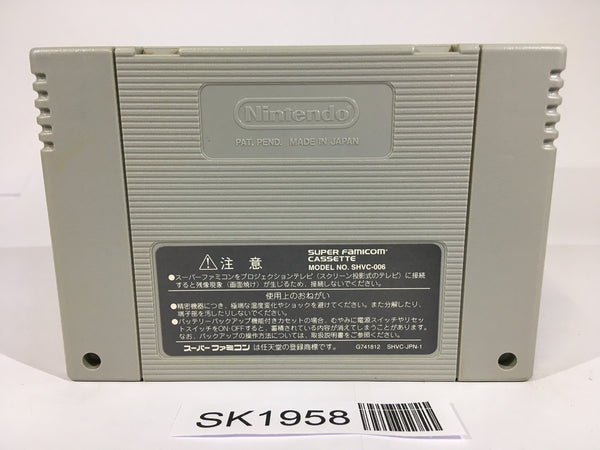 Nintendo
PAT. PEND. MADE IN JAPAN
注意
SUPER FAMICOM
CASSETTE
MODEL NO. SHVC-006
●スーパーファミコンをプロジェクションテレビ(スクリーン投影式のテレビ)に接続
すると残像現象(画面焼け)が生じるため、接続しないでください。
使用上のおねがい
●精密機器につき、極端な温度変化やショックを避けてください。また分解したり、
端子部を汚したりしないでください。
●バッテリーバックアップ機能付きカセットの場合、むやみに電源スイッチやリセッ
トスイッチをON・OFFすると、蓄積されている内容が消えてしまうことがあります。
なお、バックアップの操作方法については、取扱説明書をご参照ください。
スーパーファミコン は任天堂の登録商標です。
G741812 SHVC-JPN-1
SK1958